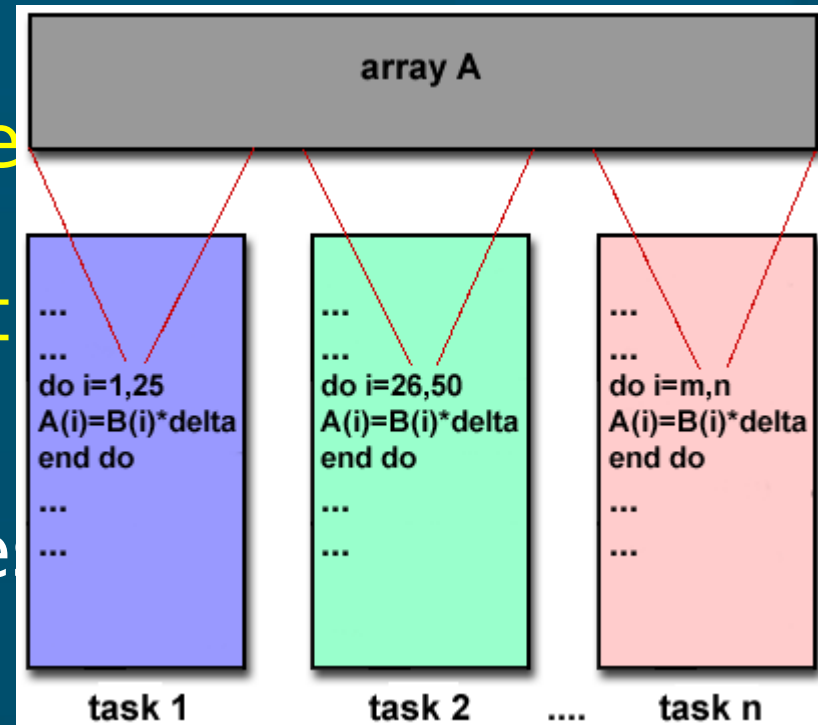 array A
...
...
do i=1,25
A(i)=B(i)*delta
end do
...
...
task 1
...
...
do i=26,50
A(i)=B(i)*delta
end do
...
...
task 2
....
...
...
do i=m,n
A(i)=B(i)*delta
end do
...
...
task n